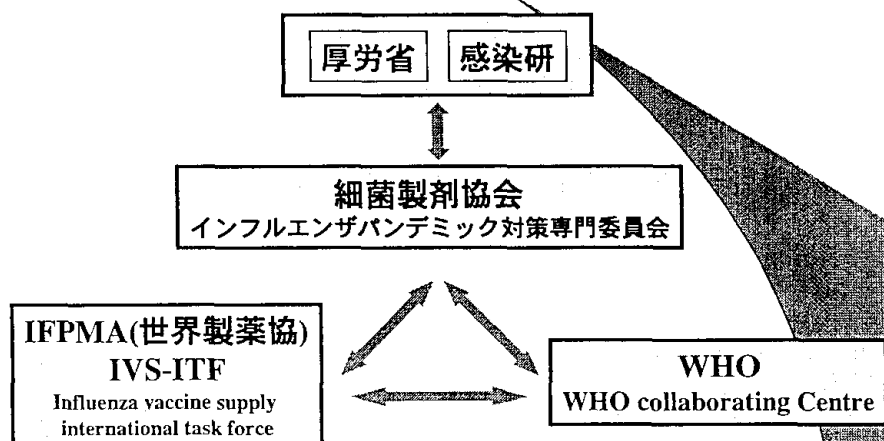 厚労省 感染研
細菌製剤協会
インフルエンザパンデミック対策専門委員会
IFPMA(世界製薬協)
IVS-ITF
Influenza vaccine supply
international task force
WHO
WHO collaborating Centre